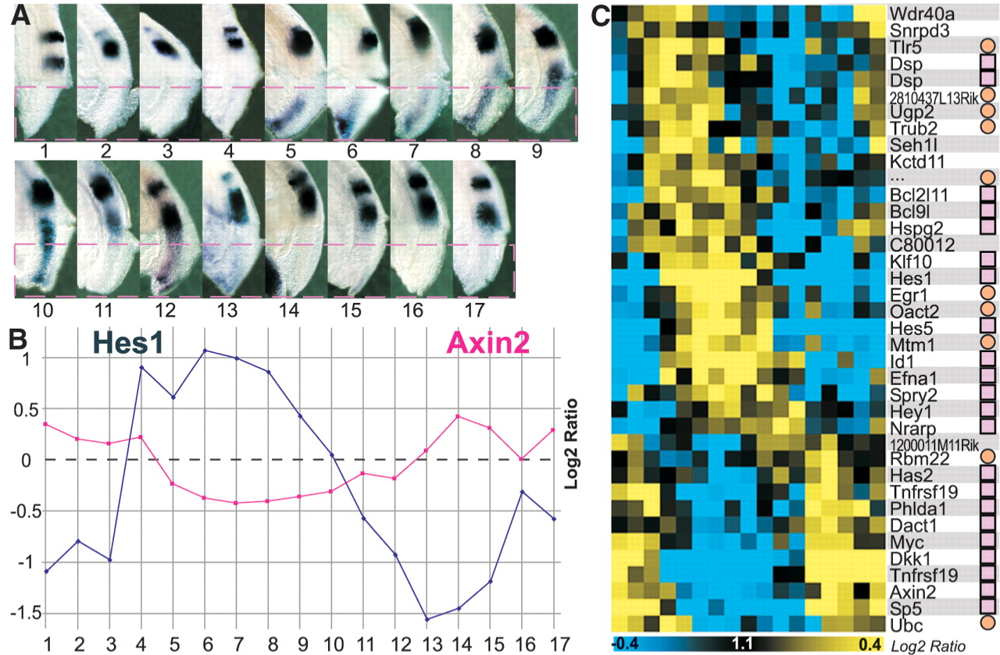 A
1 2 3 4 5 6 7 8 9
10 11 12 13 14 15 16 17
B
Hes1 Axin2
1
0.5
0
-0.5
-1
-1.5
1 2 3 4 5 6 7 8 9 10 11 12 13 14 15 16 17
Log2 Ratio
C
Wdr40a
Snrpd3
Tlr5
Dsp
Dsp
2810437L13Rik
Ugp2
Trub2
Seh1l
Kctd11
...
Bcl2l11
Bcl9l
Hspg2
C80012
Klf10
Hes1
Egr1
Oact2
Hes5
Mtm1
Id1
Efna1
Spry2
Hey1
Nrarp
1200011M11Rik
Rbm22
Has2
Tnfrsf19
Phlda1
Dact1
Myc
Dkk1
Tnfrsf19
Axin2
Sp5
Ubc
-0.4 1.1 0.4 Log2 Ratio